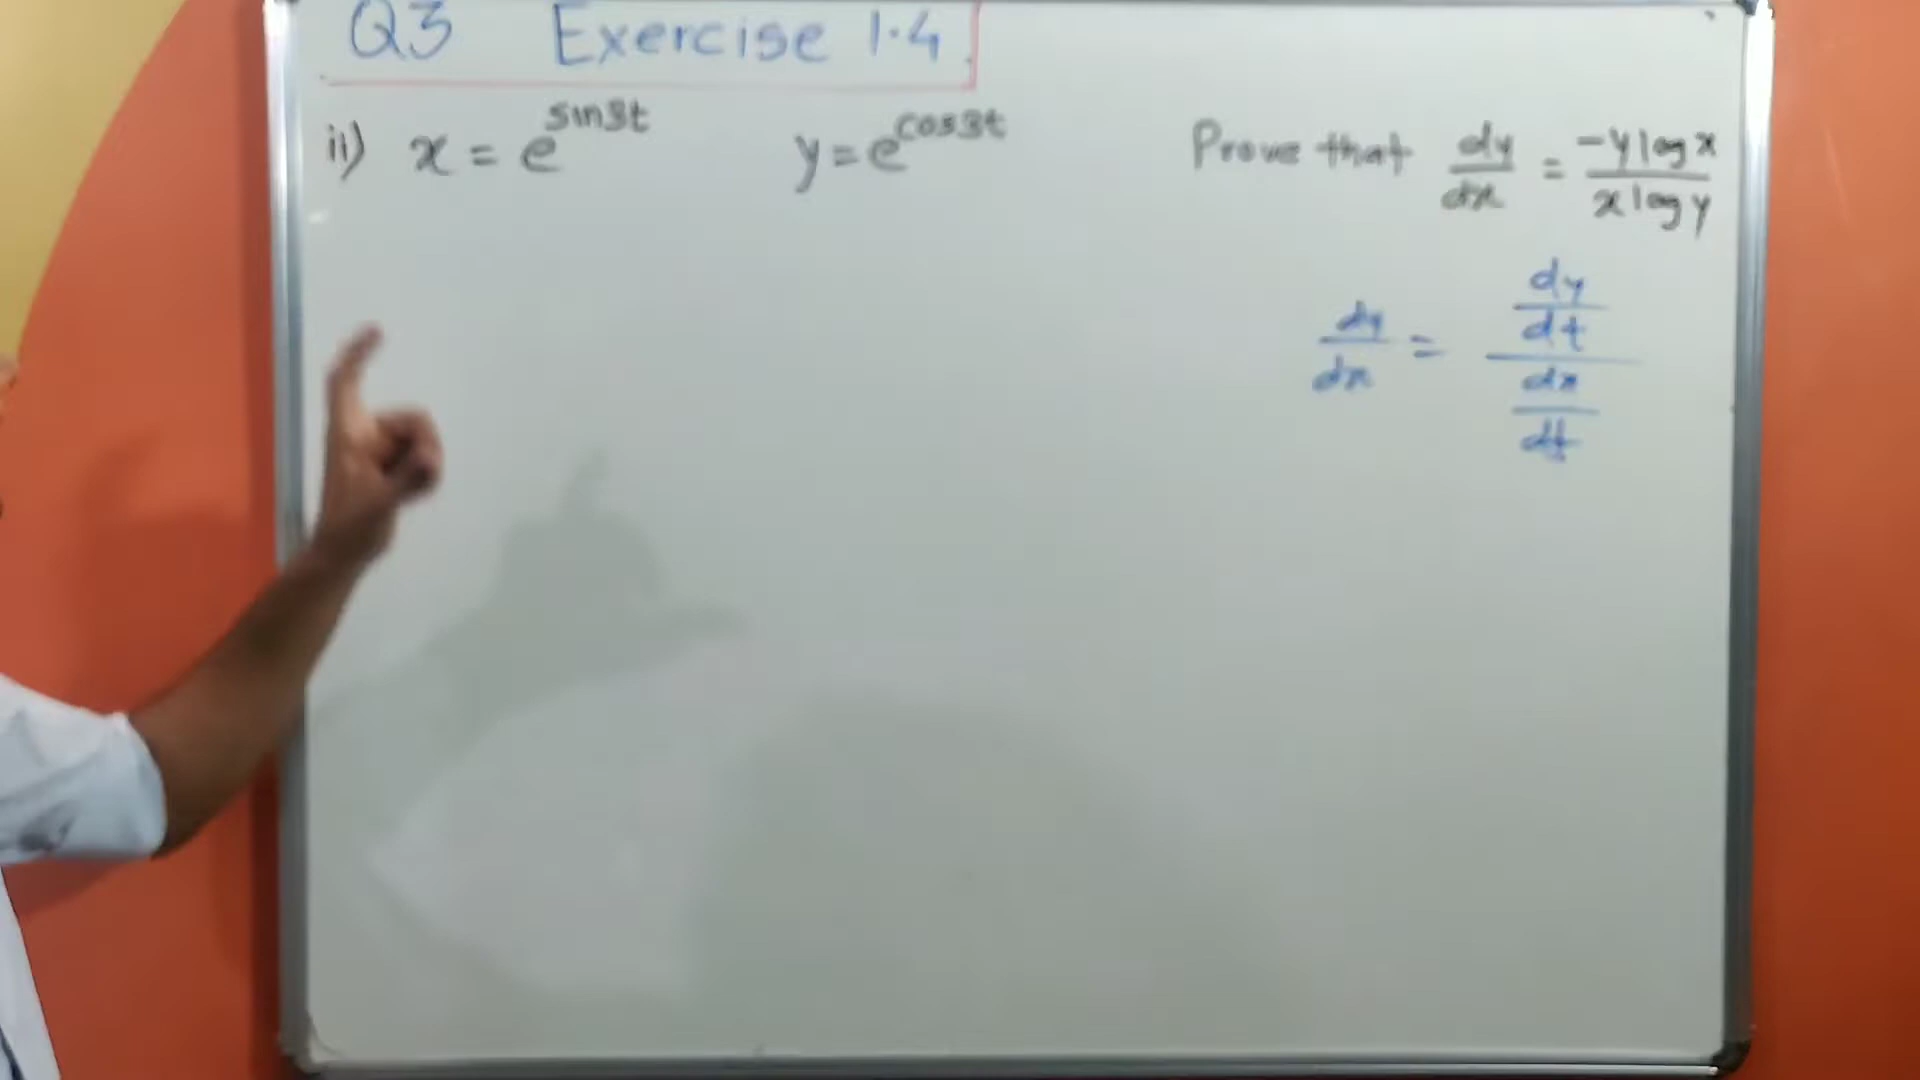 Q3 Exercise 1.4
ii) x = e^sin3t y = e^cos3t Prove that dy/dx = -y log x / x log y
dy/dx = dy/dt / dx/dt